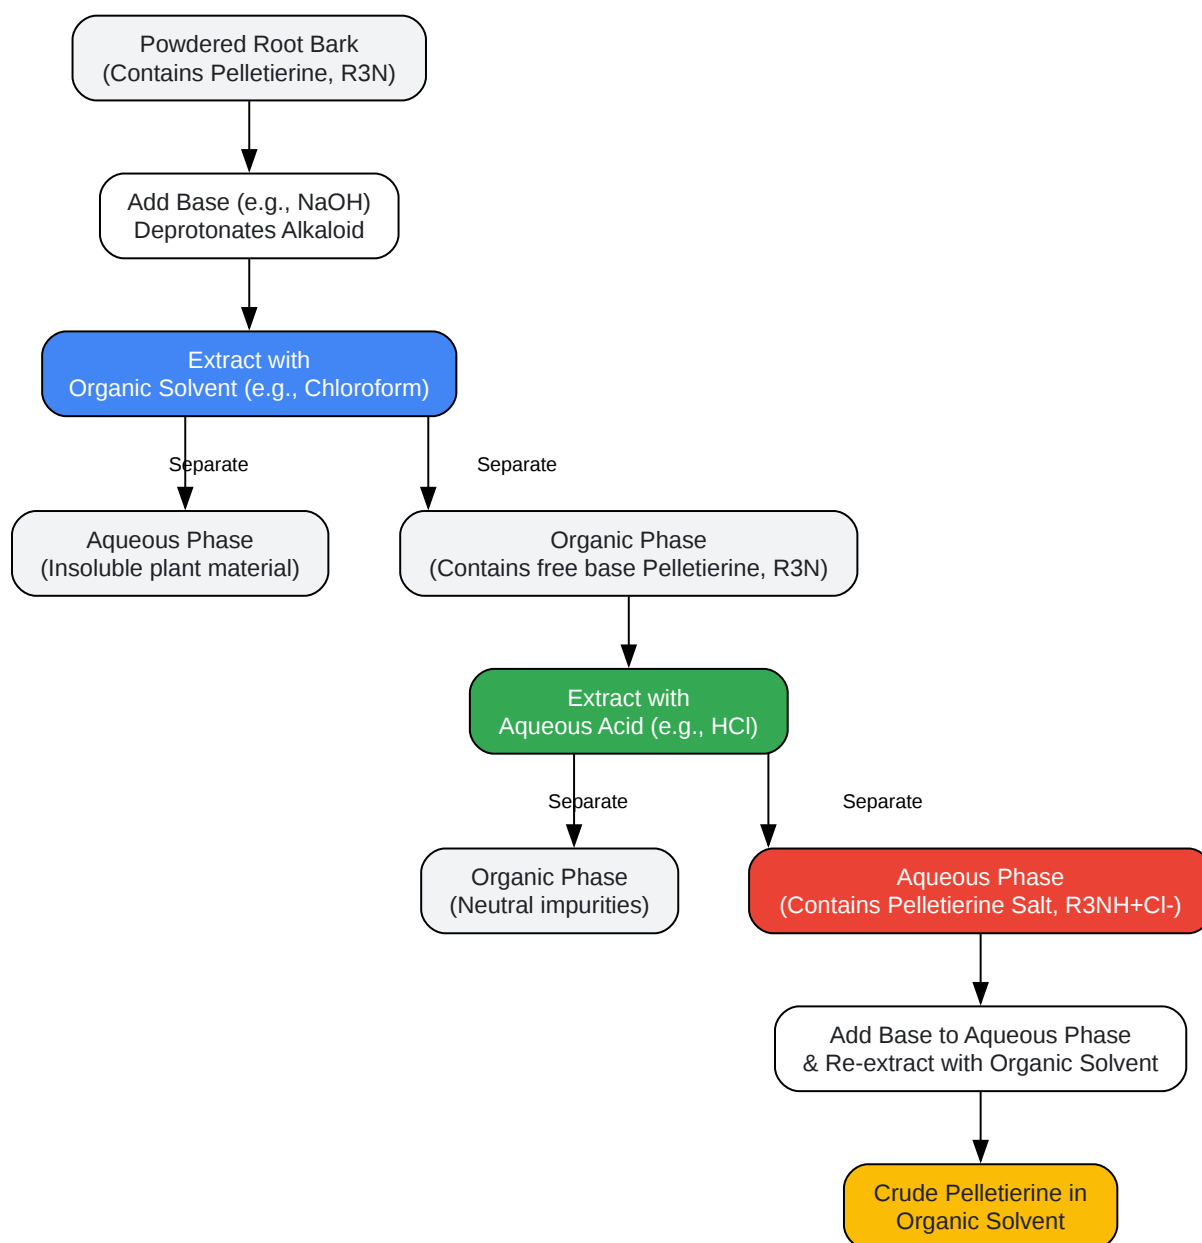 Powdered Root Bark
(Contains Pelletierine, R3N)
Add Base (e.g., NaOH)
Deprotonates Alkaloid
Extract with
Organic Solvent (e.g., Chloroform)
Separate
Separate
Aqueous Phase
(Insoluble plant material)
Organic Phase
(Contains free base Pelletierine, R3N)
Extract with
Aqueous Acid (e.g., HCl)
Separate
Separate
Organic Phase
(Neutral impurities)
Aqueous Phase
(Contains Pelletierine Salt, R3NH+Cl-)
Add Base to Aqueous Phase
& Re-extract with Organic Solvent
Crude Pelletierine in
Organic Solvent